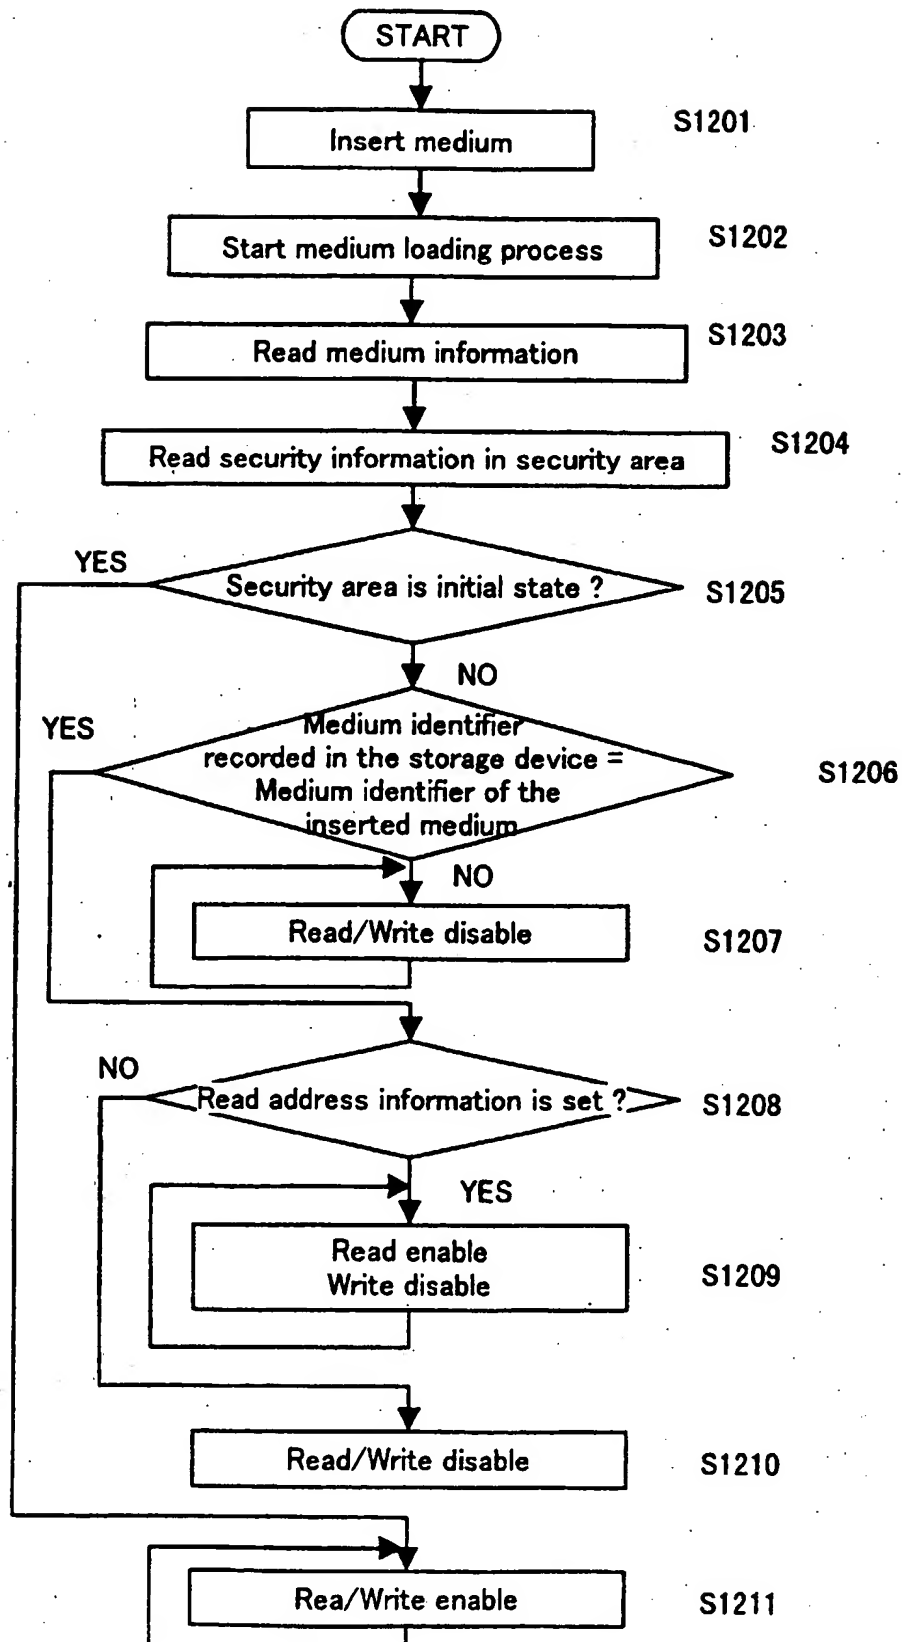 START
Insert medium
S1201
Start medium loading process
S1202
Read medium information
S1203
Read security information in security area
S1204
YES
Security area is initial state ?
S1205
NO
YES
Medium identifier
recorded in the storage device =
Medium identifier of the
inserted medium
S1206
NO
Read/Write disable
S1207
NO
Read address information is set ?
S1208
YES
Read enable
Write disable
S1209
Read/Write disable
S1210
Rea/Write enable
S1211